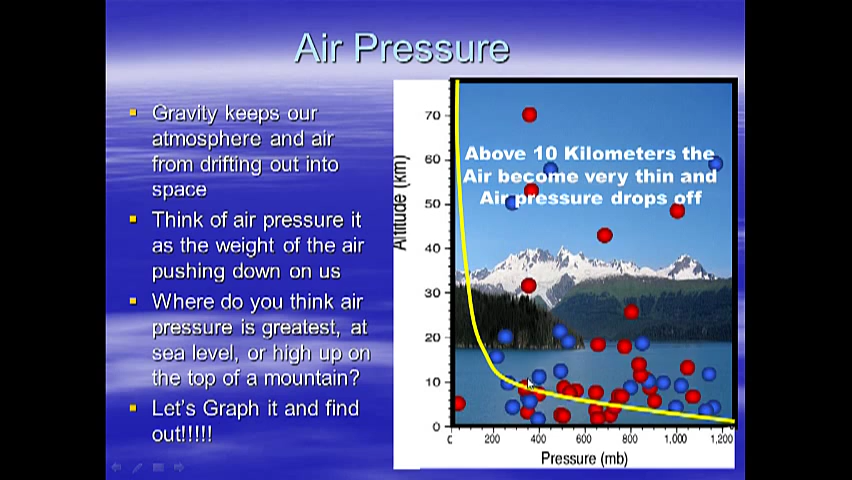 Air Pressure
Gravity keeps our
atmosphere and air
from drifting out into
space
Think of air pressure it
as the weight of the air
pushing down on us
Where do you think air
pressure is greatest, at
sea level, or high up on
the top of a mountain?
Let's Graph it and find
out!!!!!
Above 10 Kilometers the
Air become very thin and
Air pressure drops off
Altitude (km)
70
60
50
40
30
20
10
0
0 200 400 600 800 1,000 1,200
Pressure (mb)